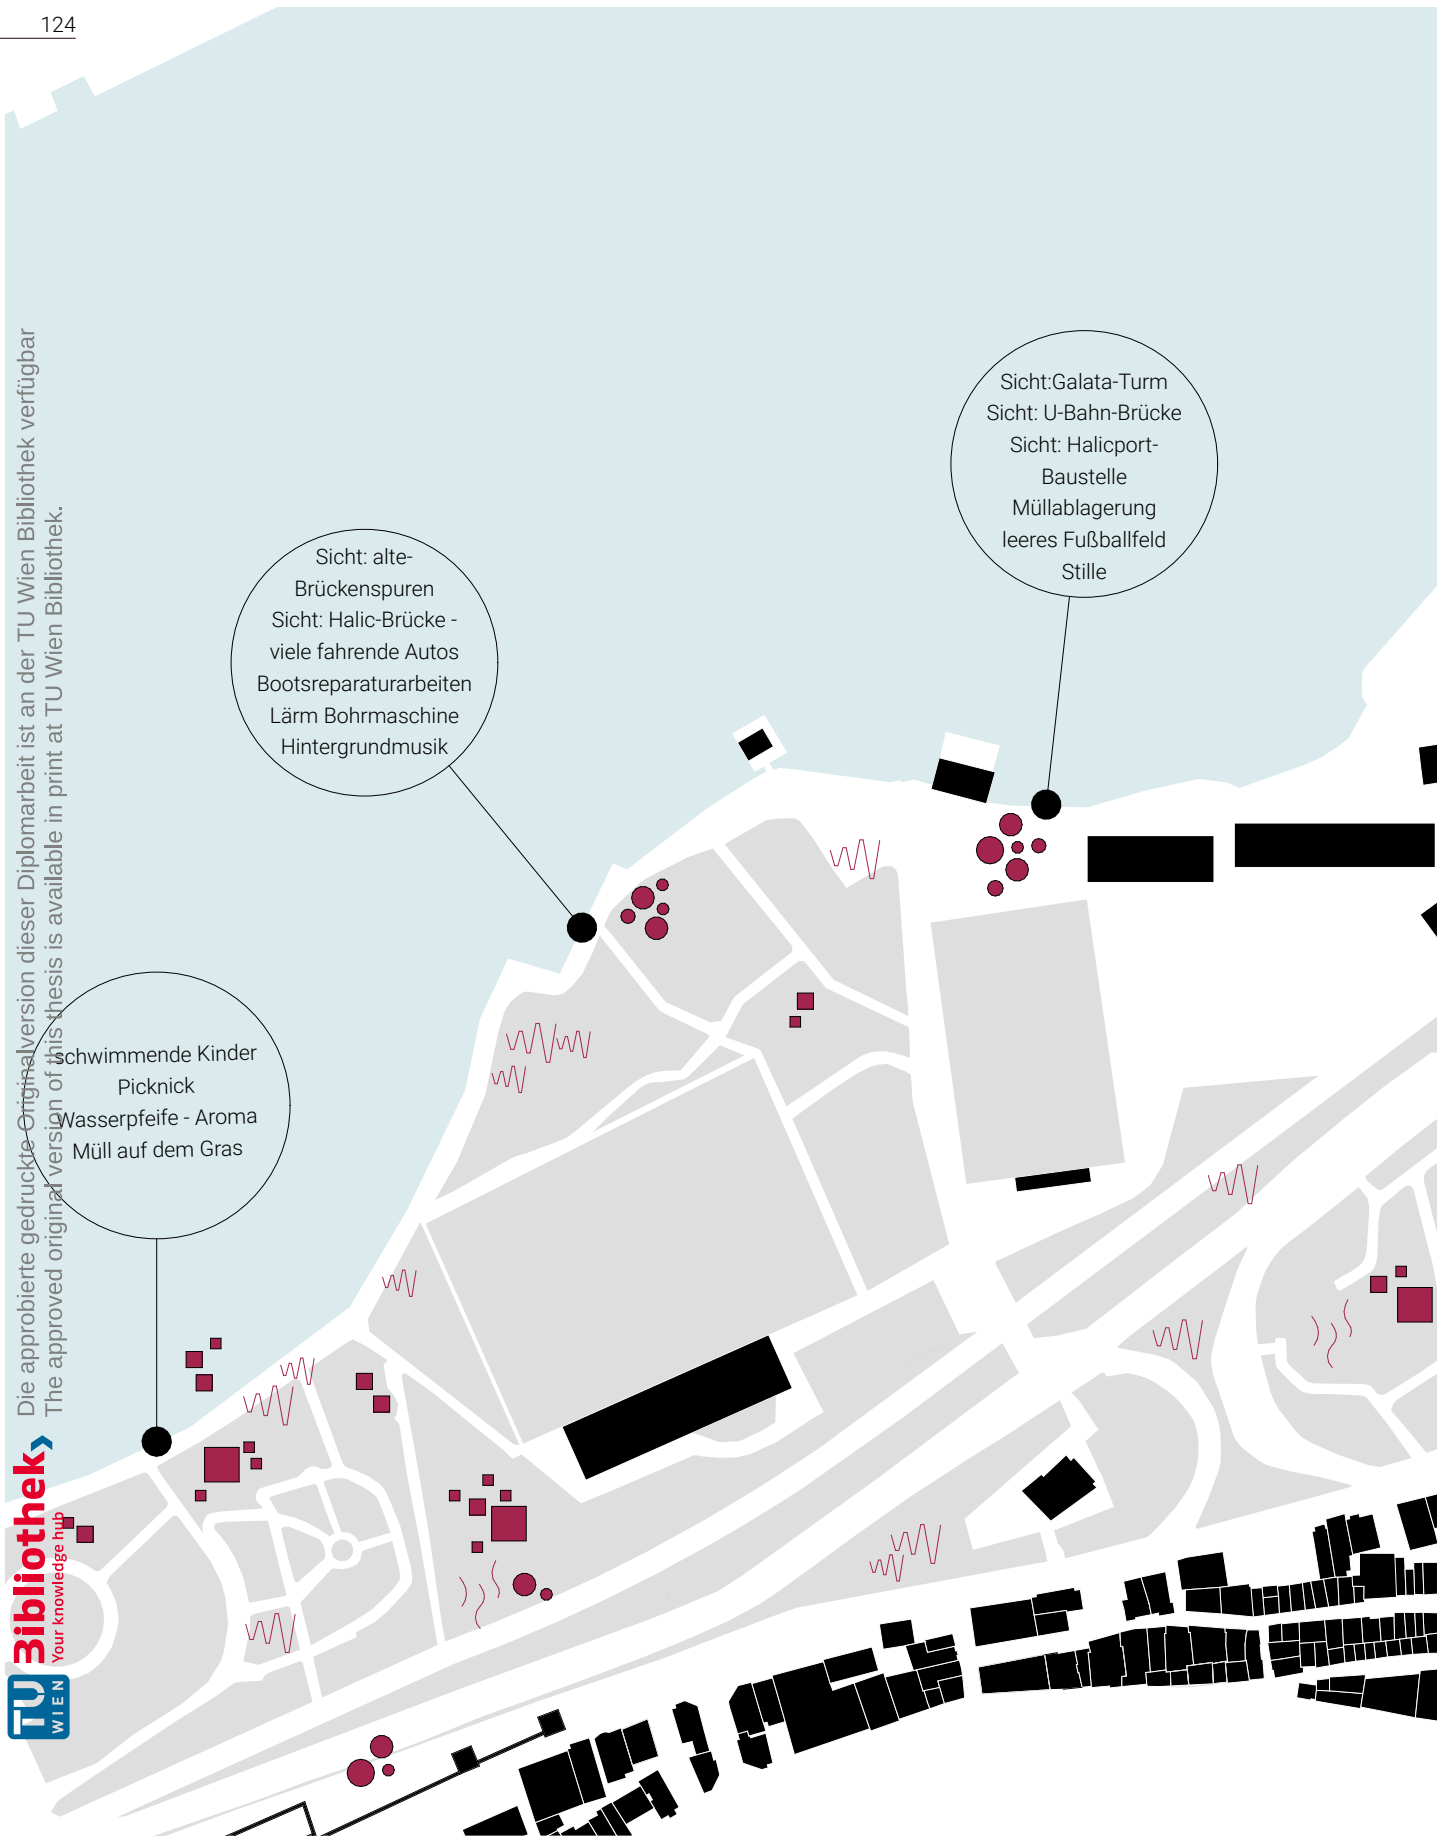 124
Sicht:Galata-Turm
Sicht: U-Bahn-Brücke
Sicht: Halicport-
Baustelle
Müllablagerung
leeres Fußballfeld
Stille
Sicht: alte-
Brückenspuren
Sicht: Halic-Brücke -
viele fahrende Autos
Bootsreparaturarbeiten
Lärm Bohrmaschine
Hintergrundmusik
schwimmende Kinder
Picknick
Wasserpfeife - Aroma
Müll auf dem Gras
Die approbierte gedruckte Originalversion dieser Diplomarbeit ist an der TU Wien Bibliothek verfügbar
The approved original version of this thesis is available in print at TU Wien Bibliothek.
TU WIEN Bibliothek
Your knowledge hub